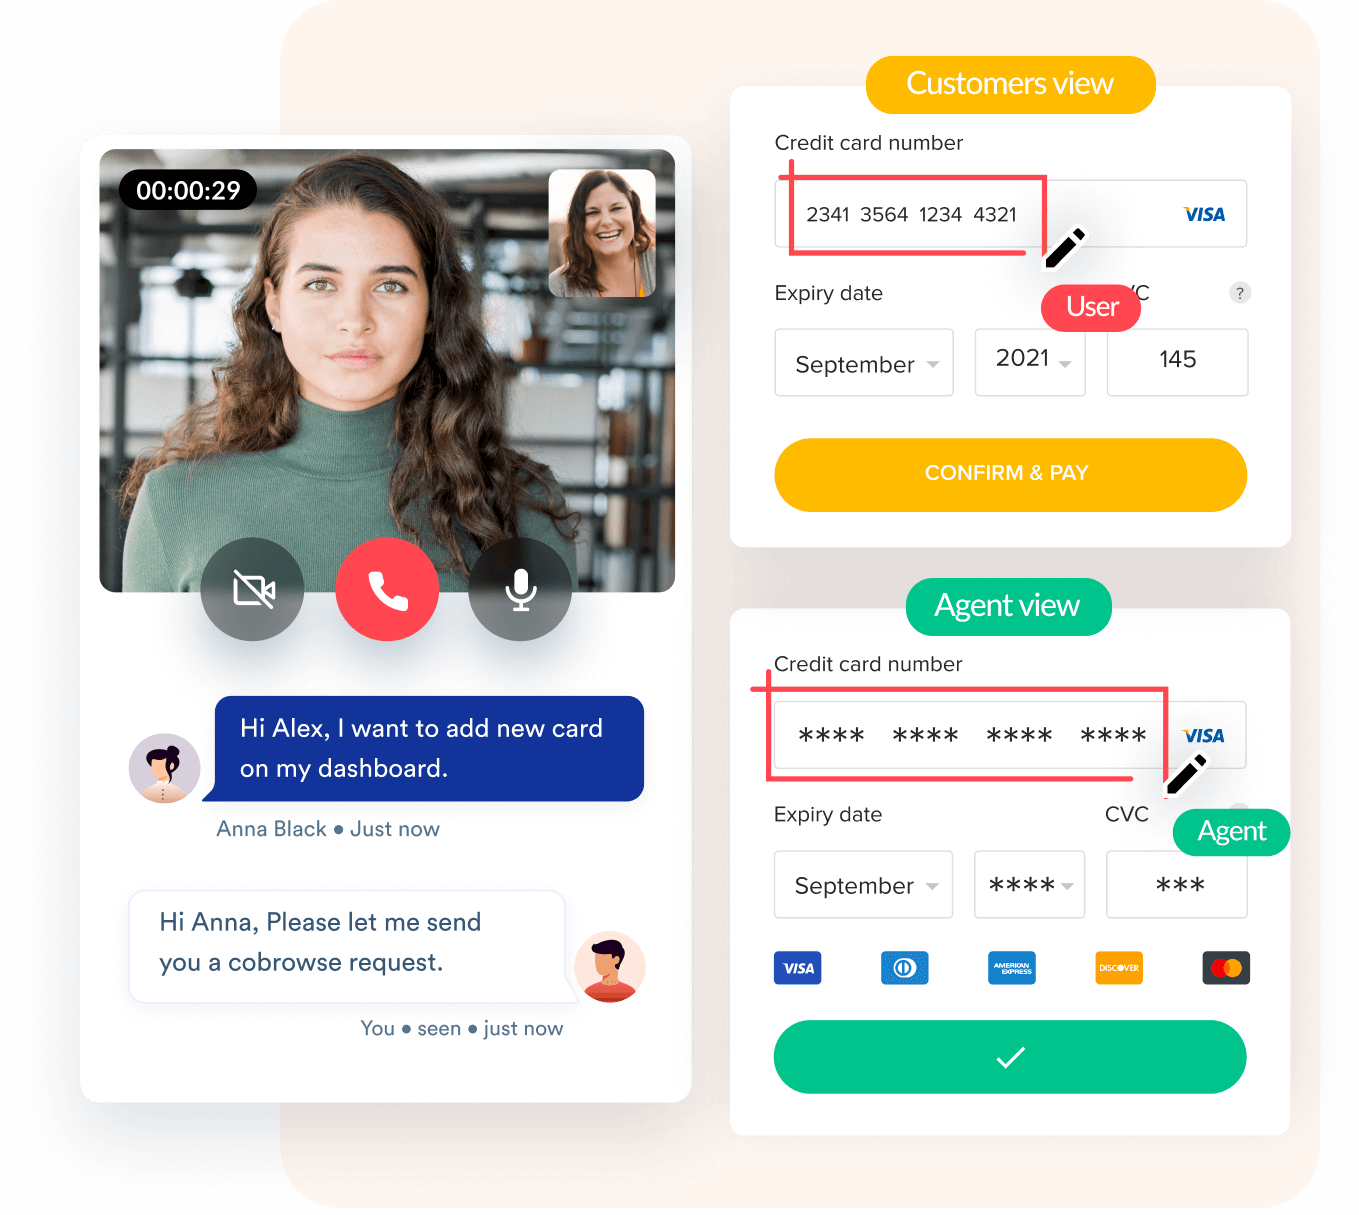 00:00:29
Hi Alex, I want to add new card
on my dashboard.
Anna Black • Just now
Hi Anna, Please let me send
you a cobrowse request.
You • seen • just now
Customers view
Credit card number
2341 3564 1234 4321
VISA
Expiry date
?
User
September
2021
145
CONFIRM & PAY
Agent view
Credit card number
**** **** **** ****
VISA
Expiry date
CVC
Agent
September
****
***
VISA
AMERICAN
EXPRESS
DISCOVER